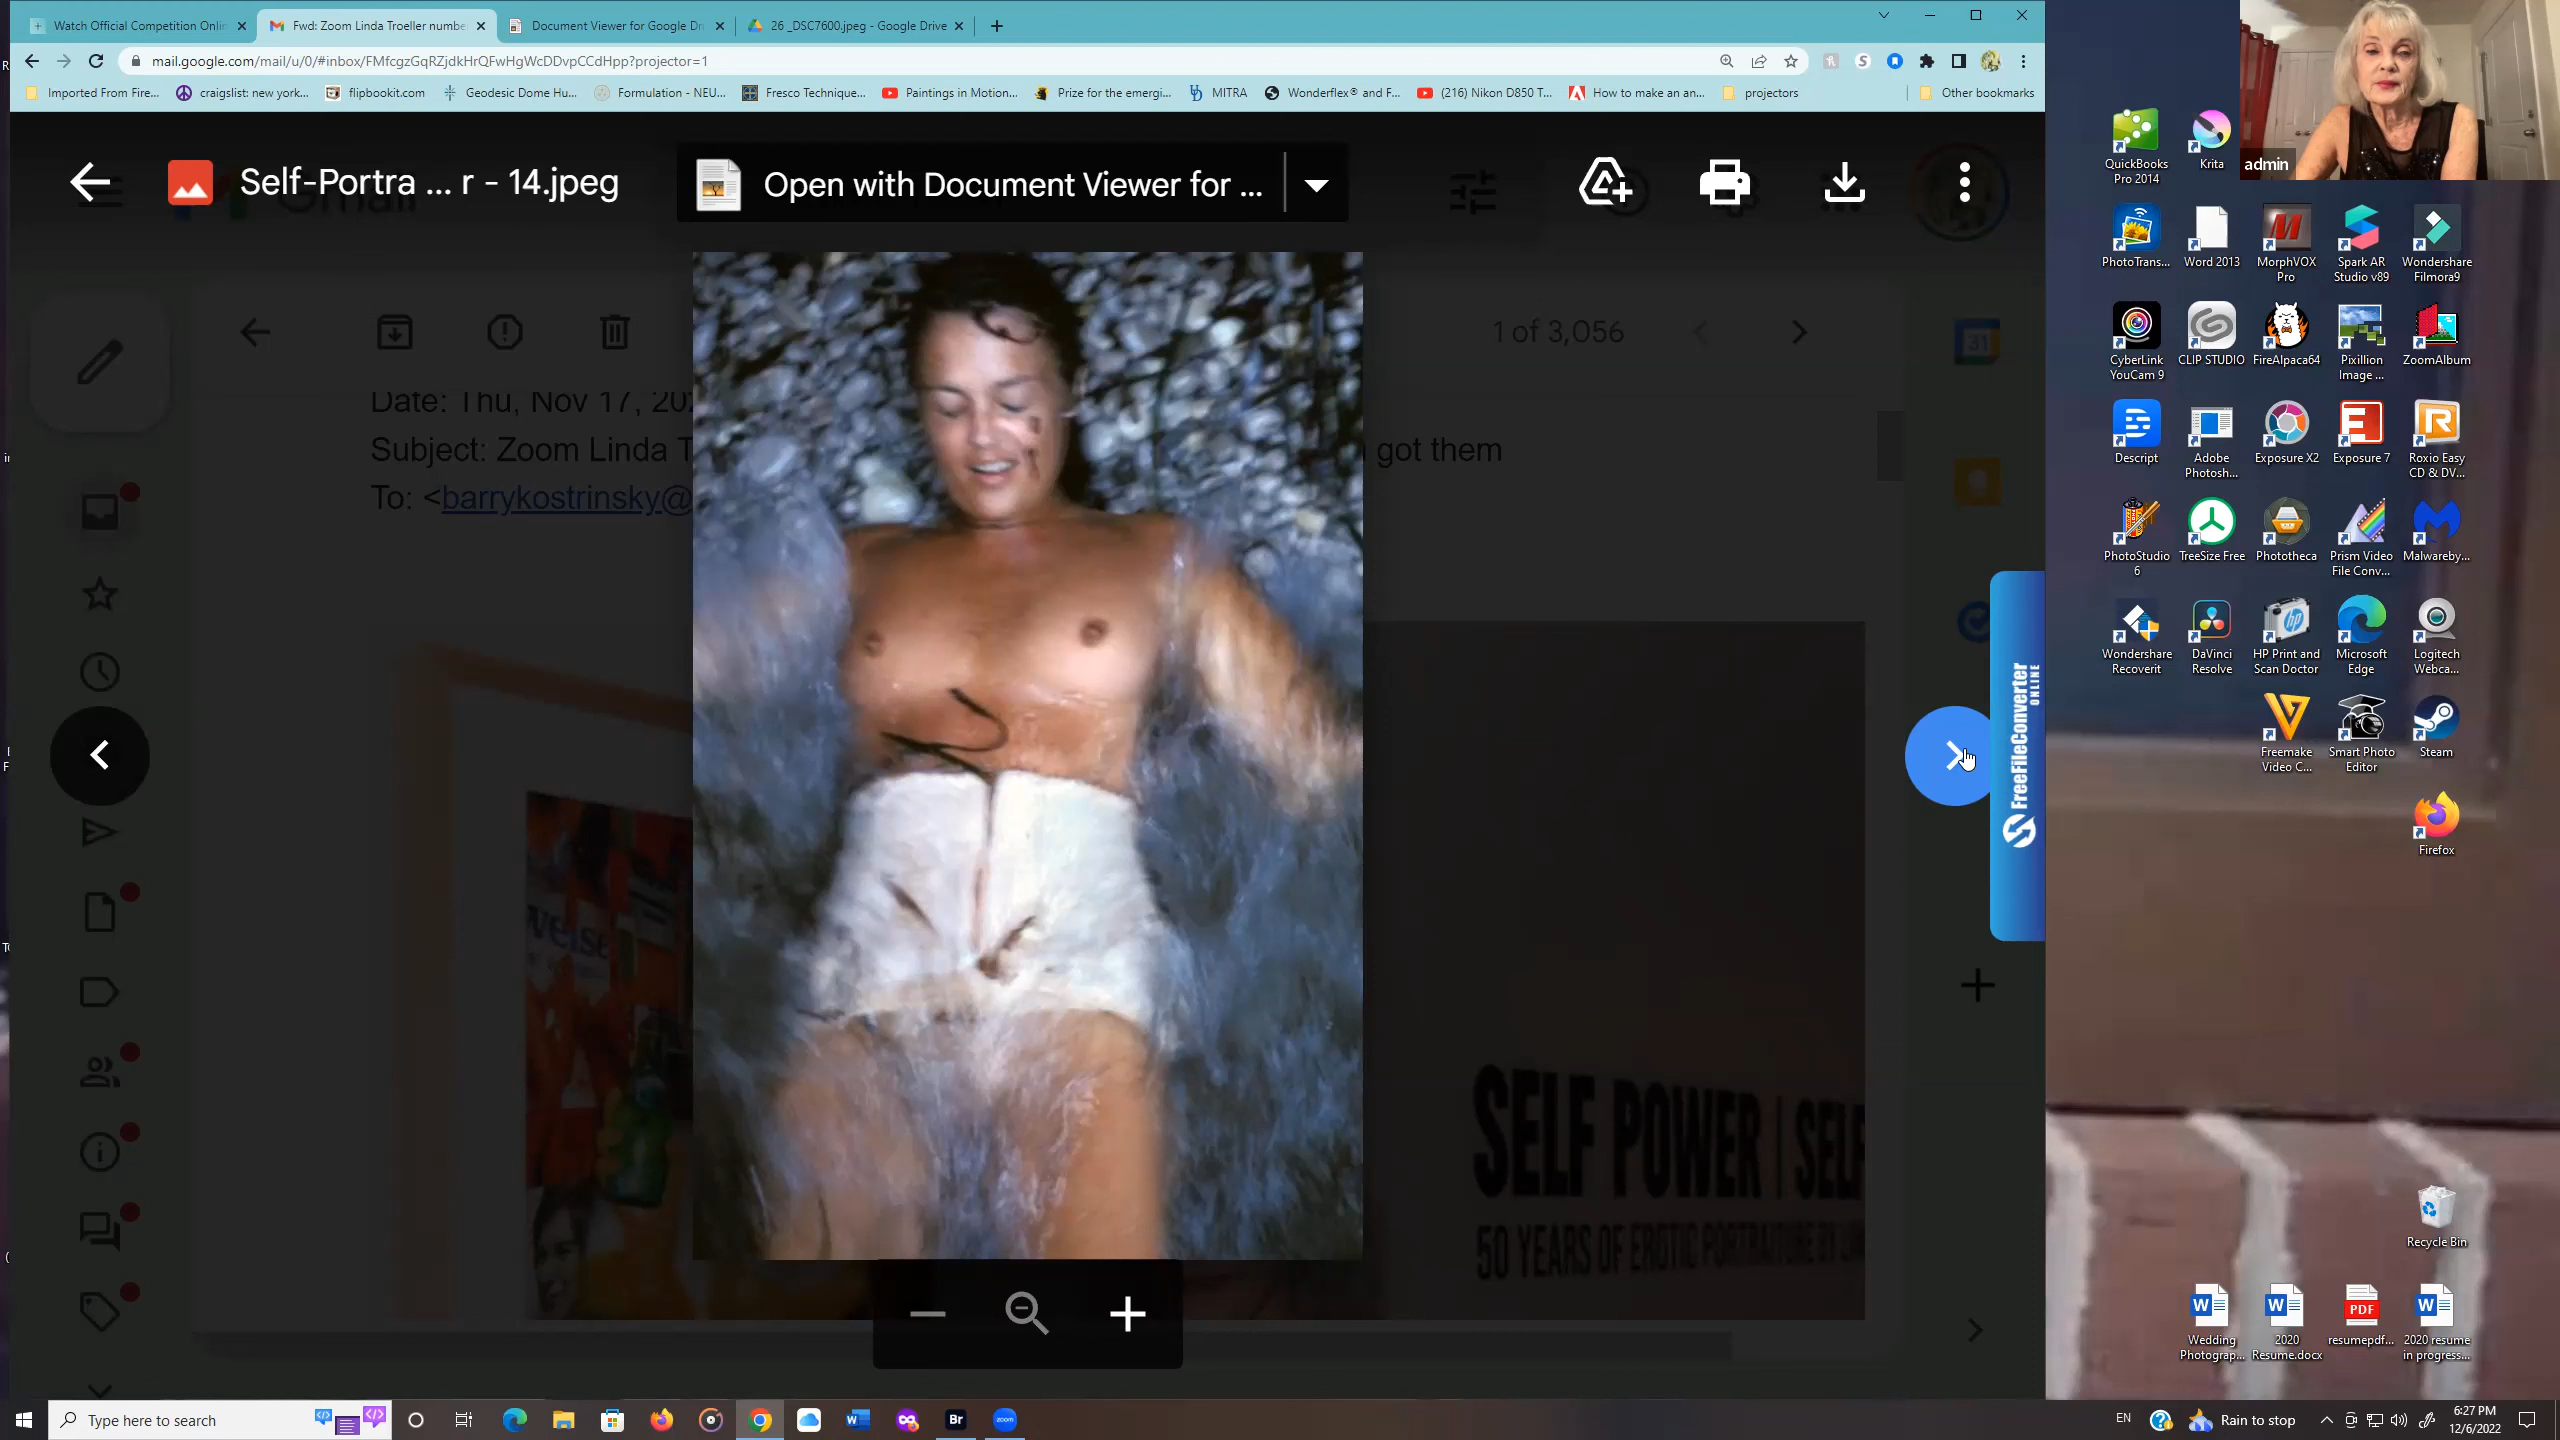 Watch Official Competition Onlin
Fwd: Zoom Linda Troeller numbe
Document Viewer for Google Dr
26 _DSC7600.jpeg - Google Drive
mail.google.com/mail/u/0/#inbox/FMfcgzGqRZjdkHrQFwHgWcDDvpCCdHpp?projector=1
Imported From Fire...
craigslist: new york...
flipbookit.com
Geodesic Dome Hu...
Formulation - NEU...
Fresco Technique...
Paintings in Motion...
Prize for the emergi...
MITRA
Wonderflex® and F...
(216) Nikon D850 T...
How to make an an...
projectors
Other bookmarks
Self-Portra ... r - 14.jpeg
Open with Document Viewer for ...
Gmail
1 of 3,056
Date: Thu, Nov 17, 202
Subject: Zoom Linda T
got them
To: <barrykostrinsky@
31
SELF POWER | SELF
50 YEARS OF EROTIC PORTRAITURE BY
FreeFileConverter
ONLINE
admin
QuickBooks
Pro 2014
Krita
PhotoTrans...
Word 2013
MorphVOX
Pro
Spark AR
Studio v89
Wondershare
Filmora9
CyberLink
YouCam 9
CLIP STUDIO
FireAlpaca64
Pixillion
Image ...
ZoomAlbum
Descript
Adobe
Photosh...
Exposure X2
Exposure 7
Roxio Easy
CD & DV...
PhotoStudio
6
TreeSize Free
Phototheca
Prism Video
File Conv...
Malwareby...
Wondershare
Recoverit
DaVinci
Resolve
HP Print and
Scan Doctor
Microsoft
Edge
Logitech
Webca...
Freemake
Video C...
Smart Photo
Editor
Steam
Firefox
Recycle Bin
Wedding
Photograp...
2020
Resume.docx
PDF
resumepdf...
2020 resume
in progress...
Type here to search
Br
zoom
EN
Rain to stop
6:27 PM
12/6/2022